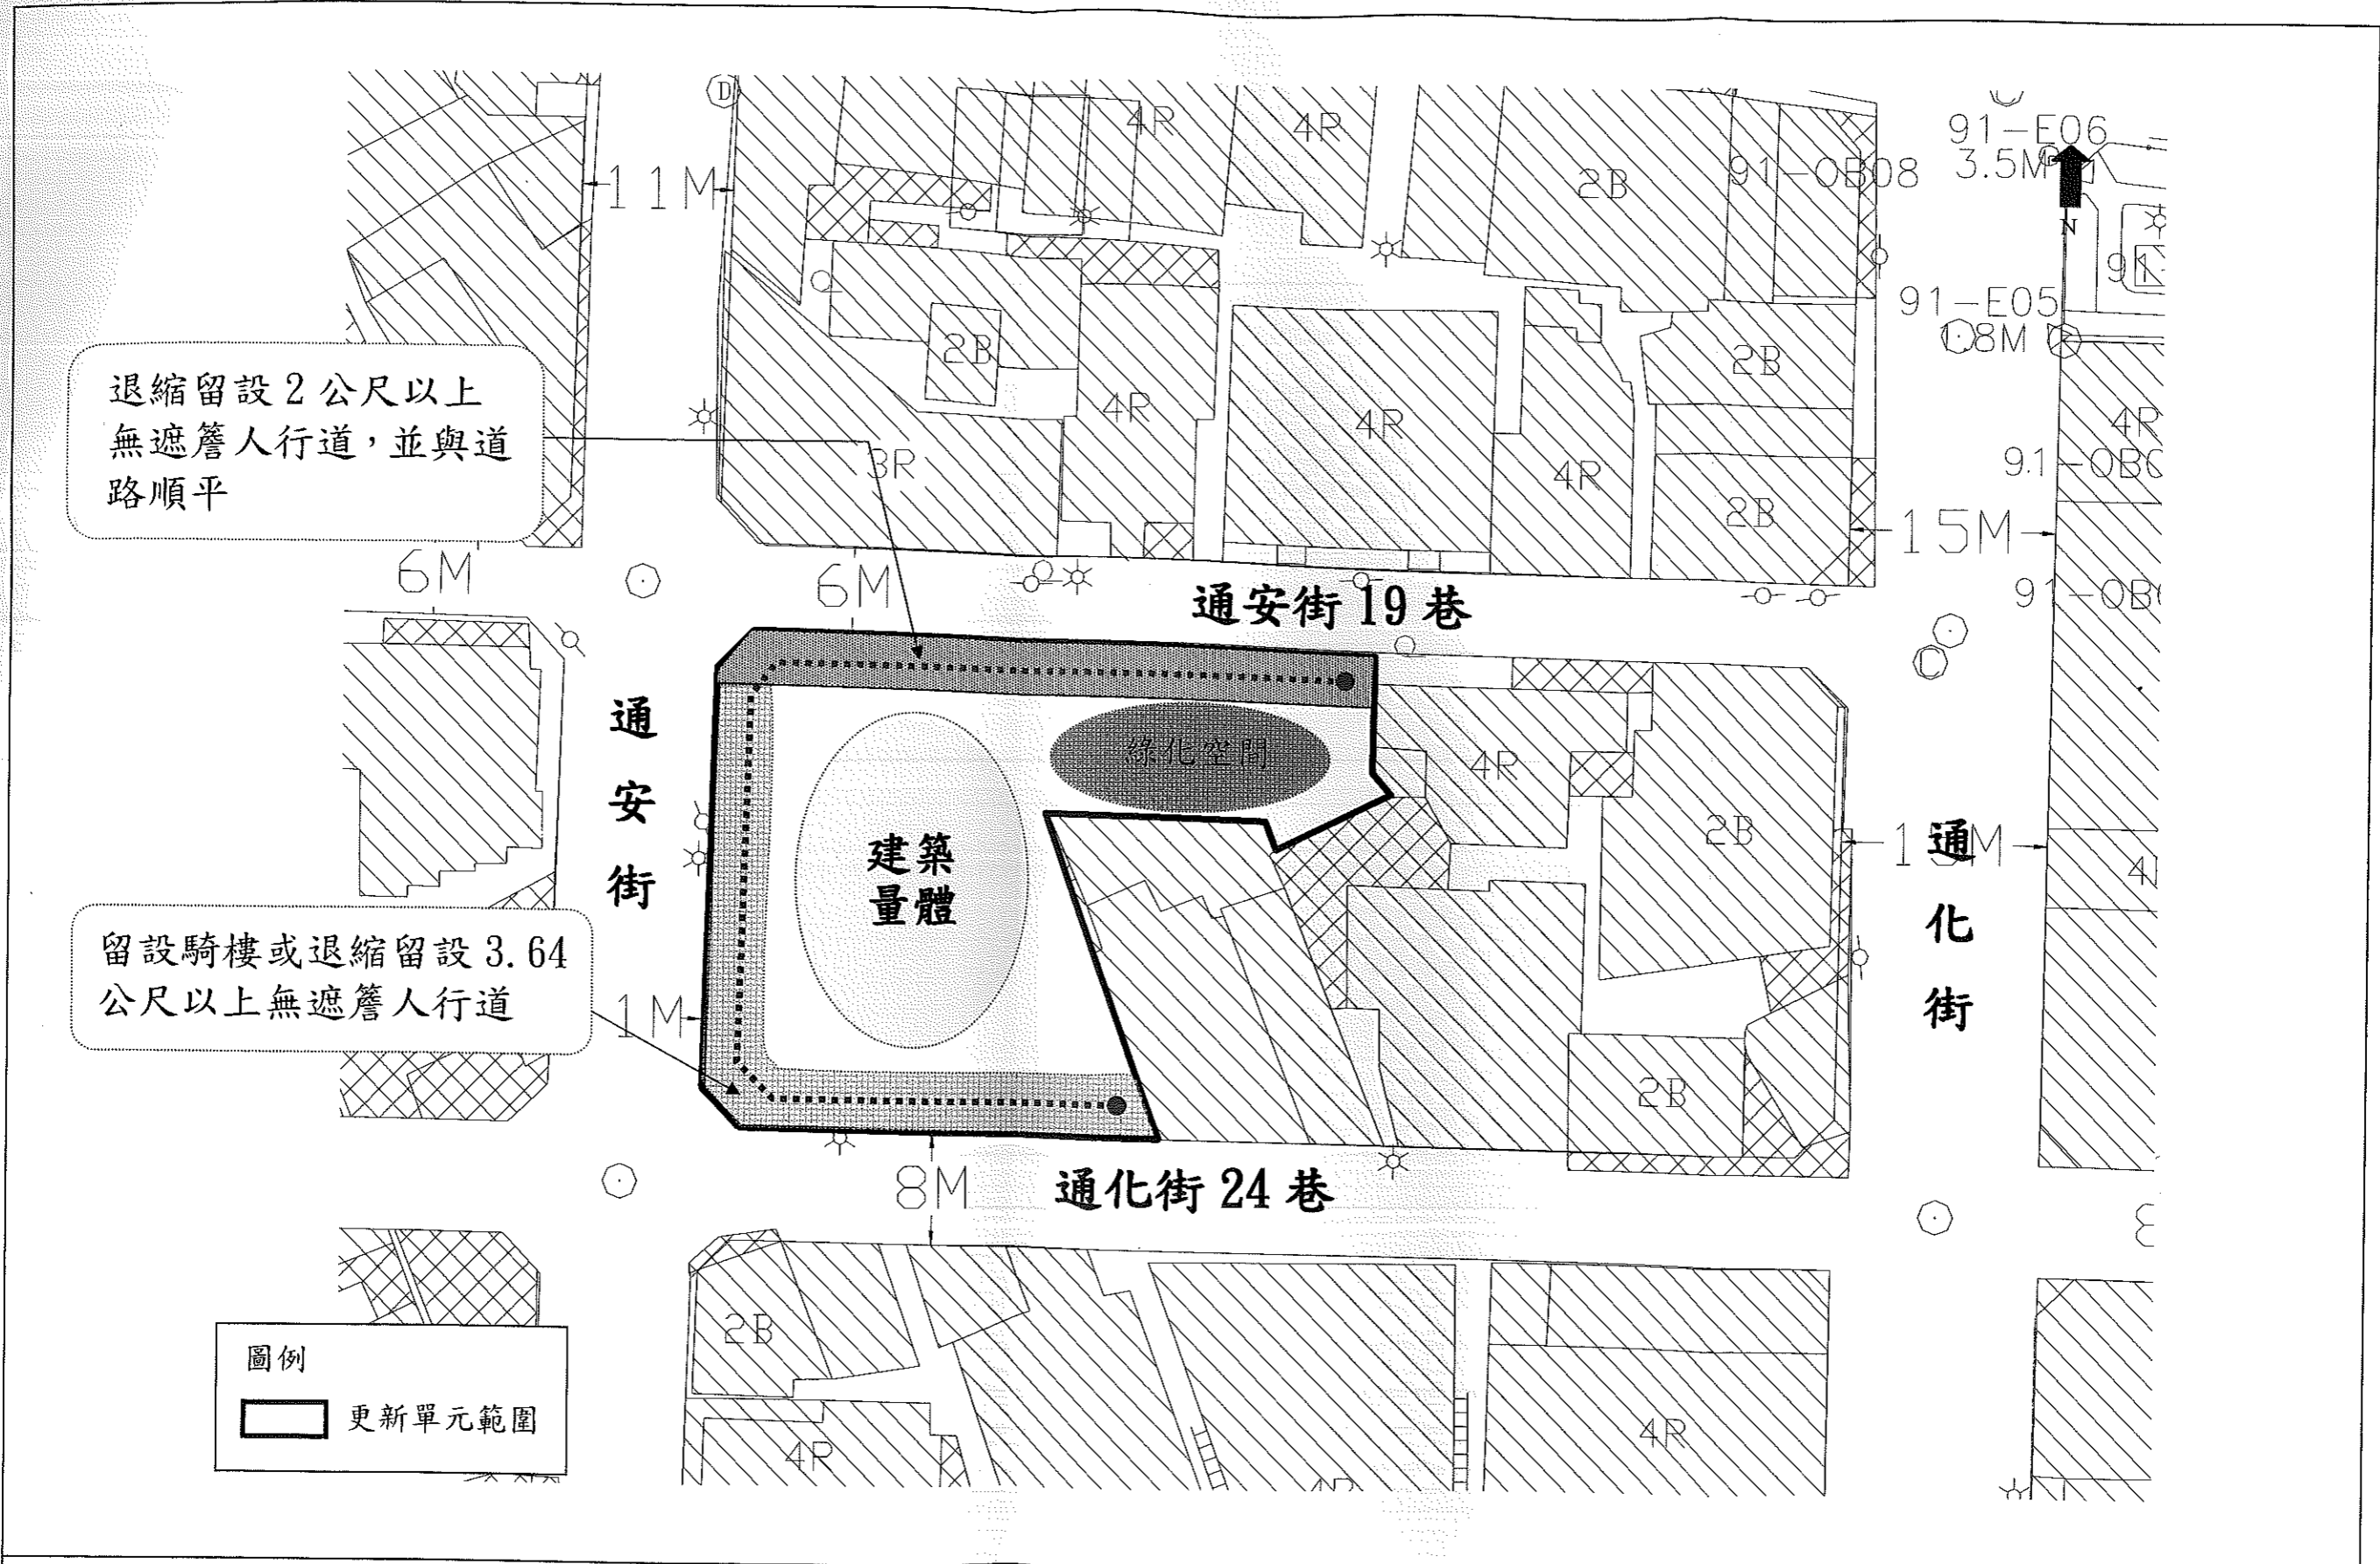 D
4R
4R
91-E06
3.5M
11M
2B
91-0B08
N
91-E05
1.8M
2B
2B
退縮留設 2 公尺以上
無遮簷人行道，並與道
路順平
4R
4R
4R
3R
4R
2B
15M
6M
6M
通安街 19 巷
通安街
綠化空間
4R
2B
建築
量體
通化街
留設騎樓或退縮留設 3.64
公尺以上無遮簷人行道
1M
2B
8M
通化街 24 巷
2B
圖例
更新單元範圍
4R
4R